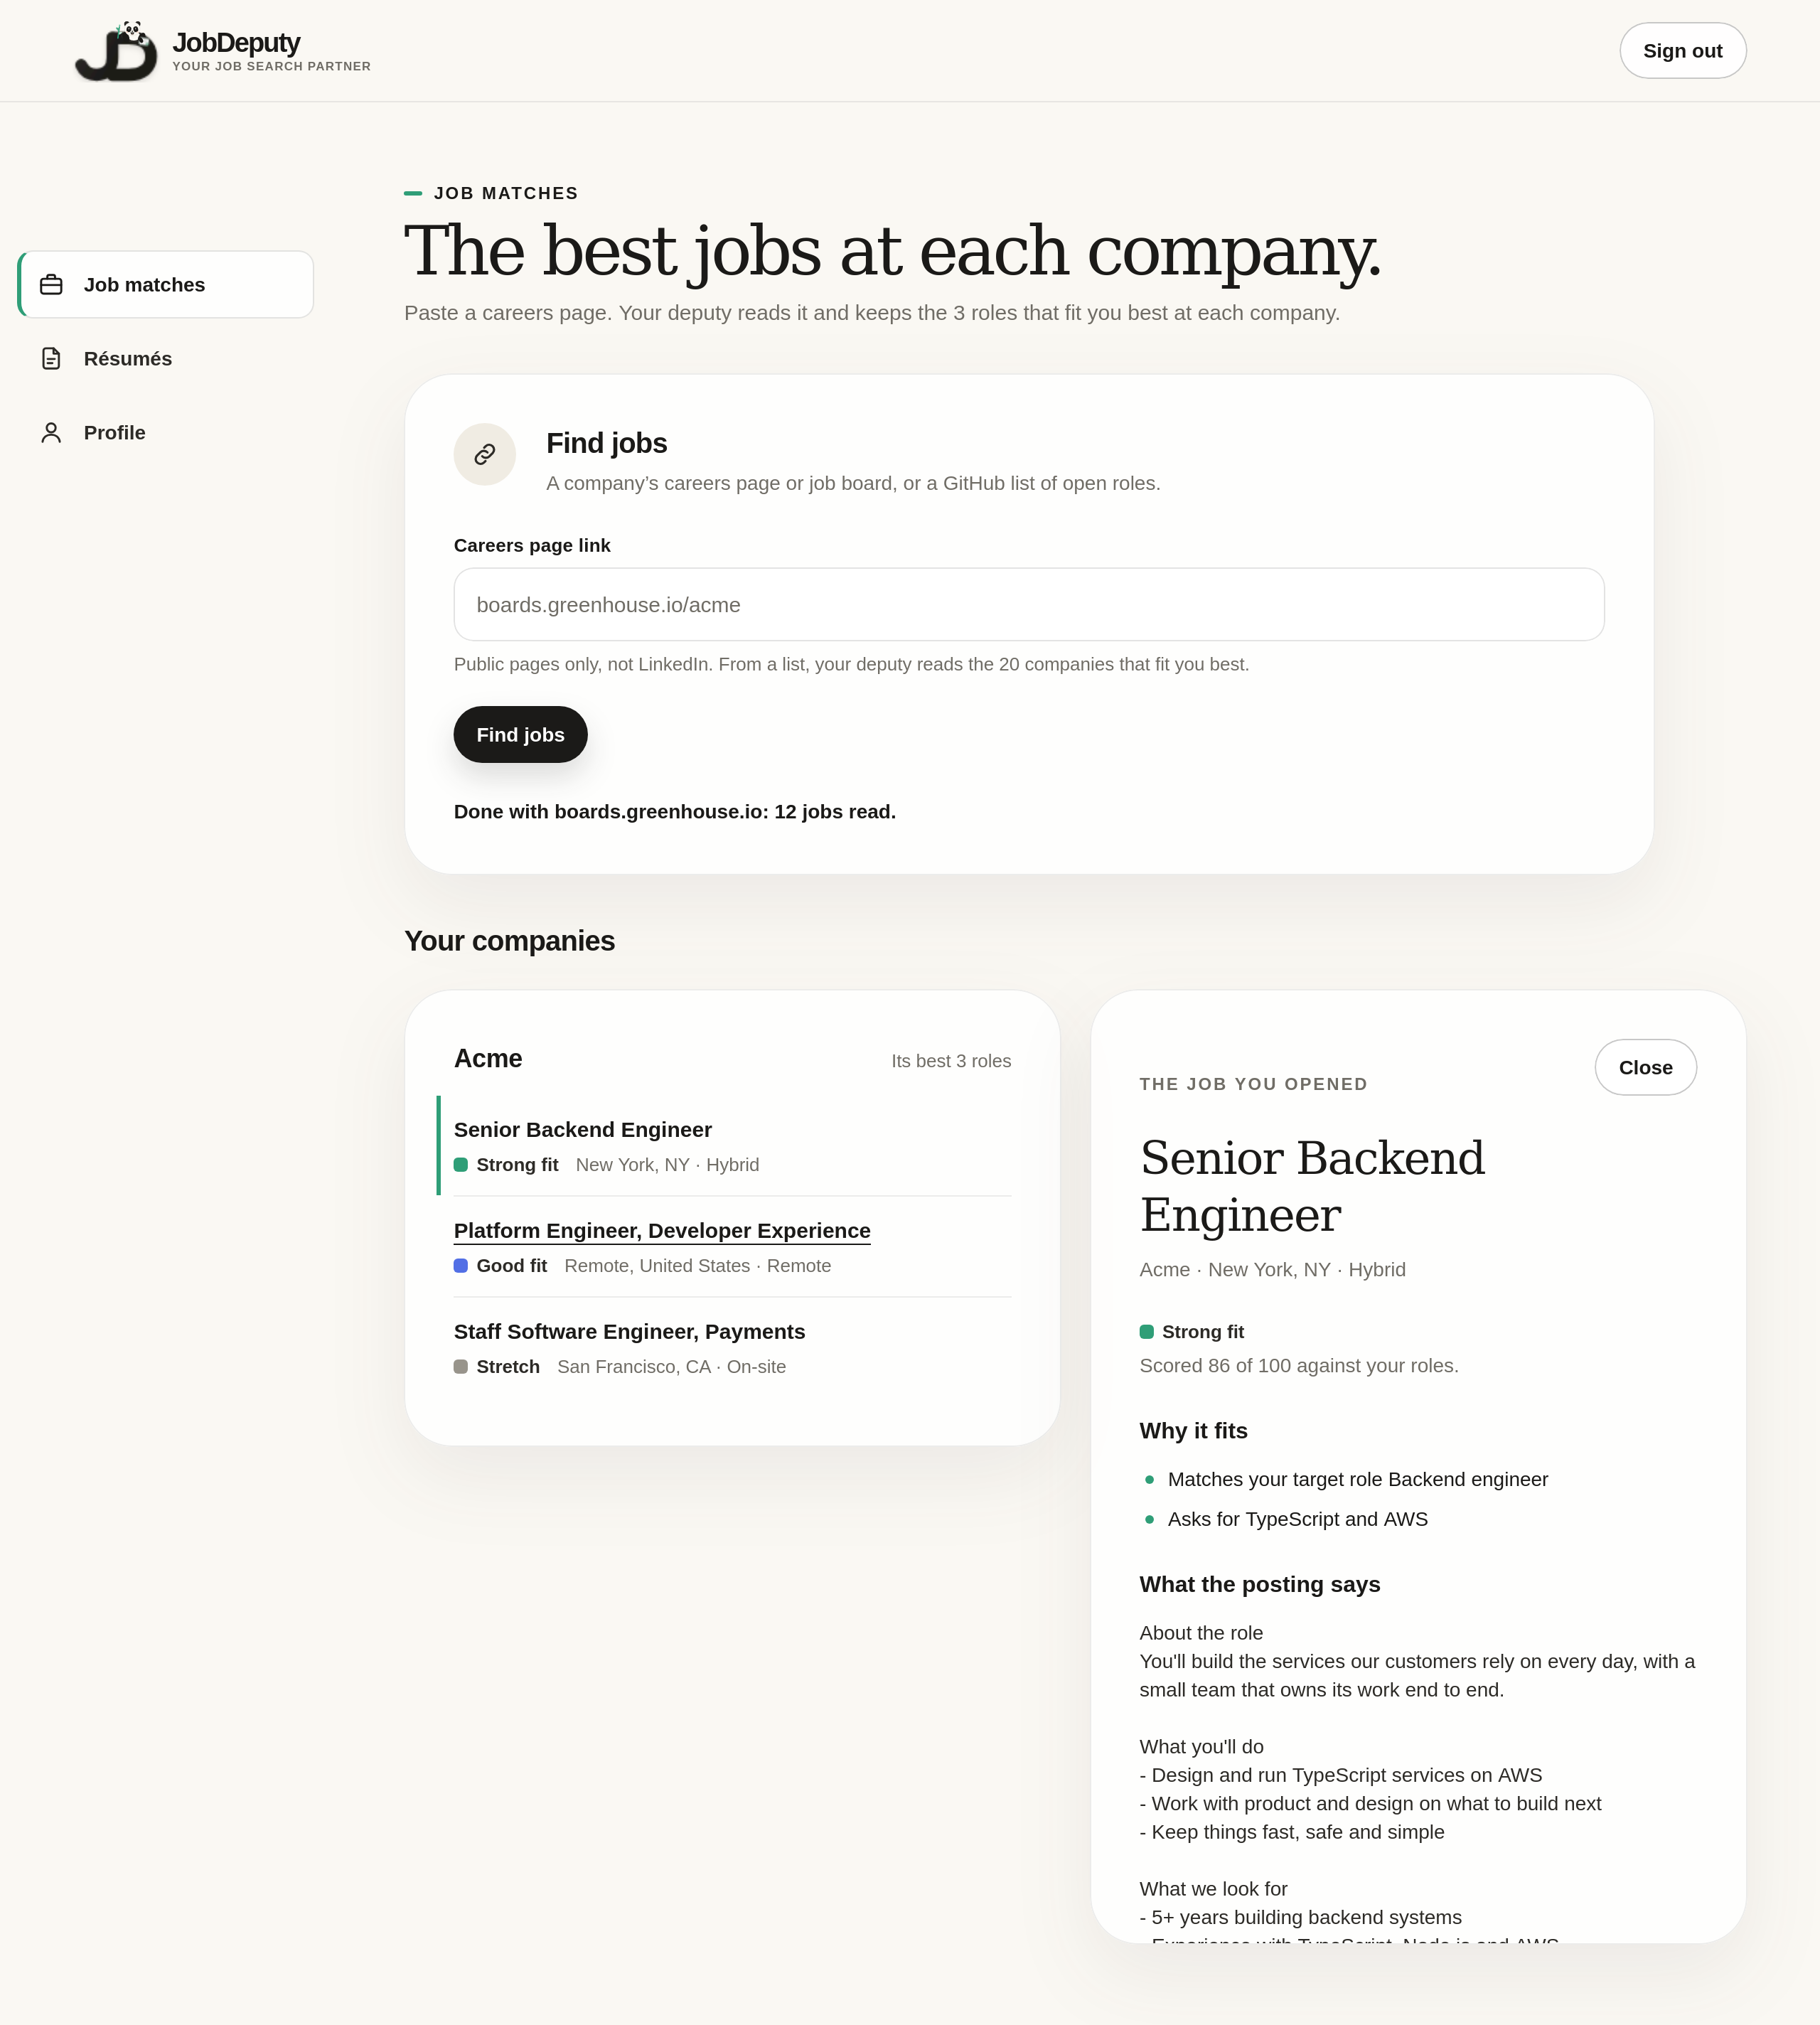 JobDeputy
YOUR JOB SEARCH PARTNER
Sign out
Job matches
Résumés
Profile
JOB MATCHES
The best jobs at each company.
Paste a careers page. Your deputy reads it and keeps the 3 roles that fit you best at each company.
Find jobs
A company’s careers page or job board, or a GitHub list of open roles.
Careers page link
boards.greenhouse.io/acme
Public pages only, not LinkedIn. From a list, your deputy reads the 20 companies that fit you best.
Find jobs
Done with boards.greenhouse.io: 12 jobs read.
Your companies
Acme
Its best 3 roles
Senior Backend Engineer
Strong fit New York, NY · Hybrid
Platform Engineer, Developer Experience
Good fit Remote, United States · Remote
Staff Software Engineer, Payments
Stretch San Francisco, CA · On-site
Close
THE JOB YOU OPENED
Senior Backend
Engineer
Acme · New York, NY · Hybrid
Strong fit
Scored 86 of 100 against your roles.
Why it fits
Matches your target role Backend engineer
Asks for TypeScript and AWS
What the posting says
About the role
You'll build the services our customers rely on every day, with a
small team that owns its work end to end.
What you'll do
- Design and run TypeScript services on AWS
- Work with product and design on what to build next
- Keep things fast, safe and simple
What we look for
- 5+ years building backend systems
- Experience with TypeScript, Node.js and AWS